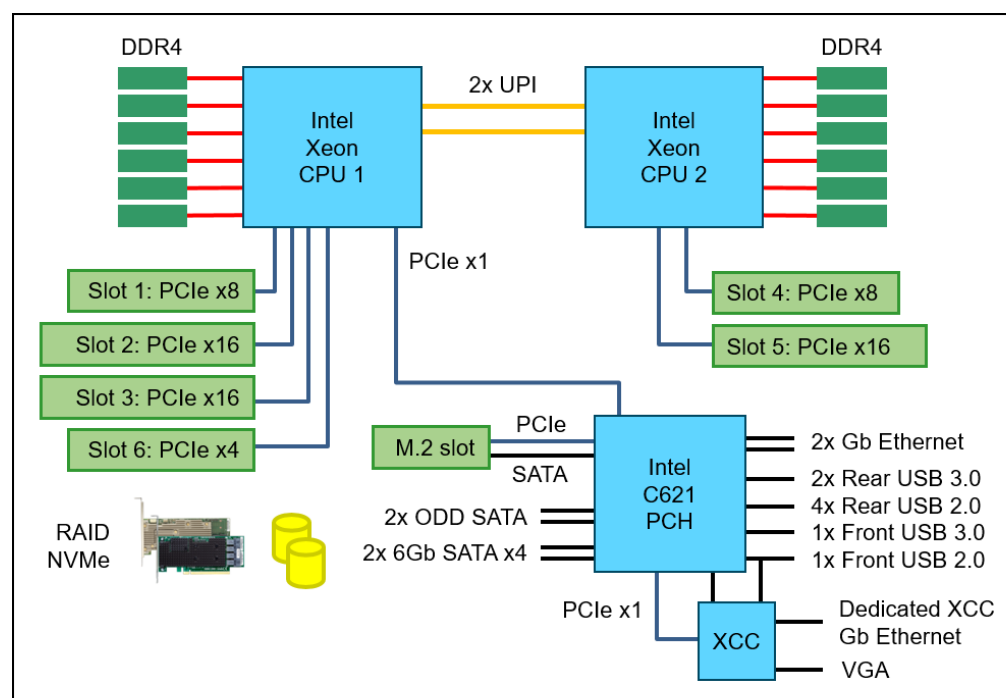 DDR4
DDR4
2x UPI
Intel
Xeon
CPU 1
Intel
Xeon
CPU 2
PCIe x1
Slot 1: PCIe x8
Slot 2: PCIe x16
Slot 3: PCIe x16
Slot 6: PCIe x4
Slot 4: PCIe x8
Slot 5: PCIe x16
PCIe
M.2 slot
SATA
Intel
C621
PCH
2x Gb Ethernet
2x Rear USB 3.0
4x Rear USB 2.0
1x Front USB 3.0
1x Front USB 2.0
RAID
NVMe
2x ODD SATA
2x 6Gb SATA x4
PCIe x1
XCC
Dedicated XCC
Gb Ethernet
VGA